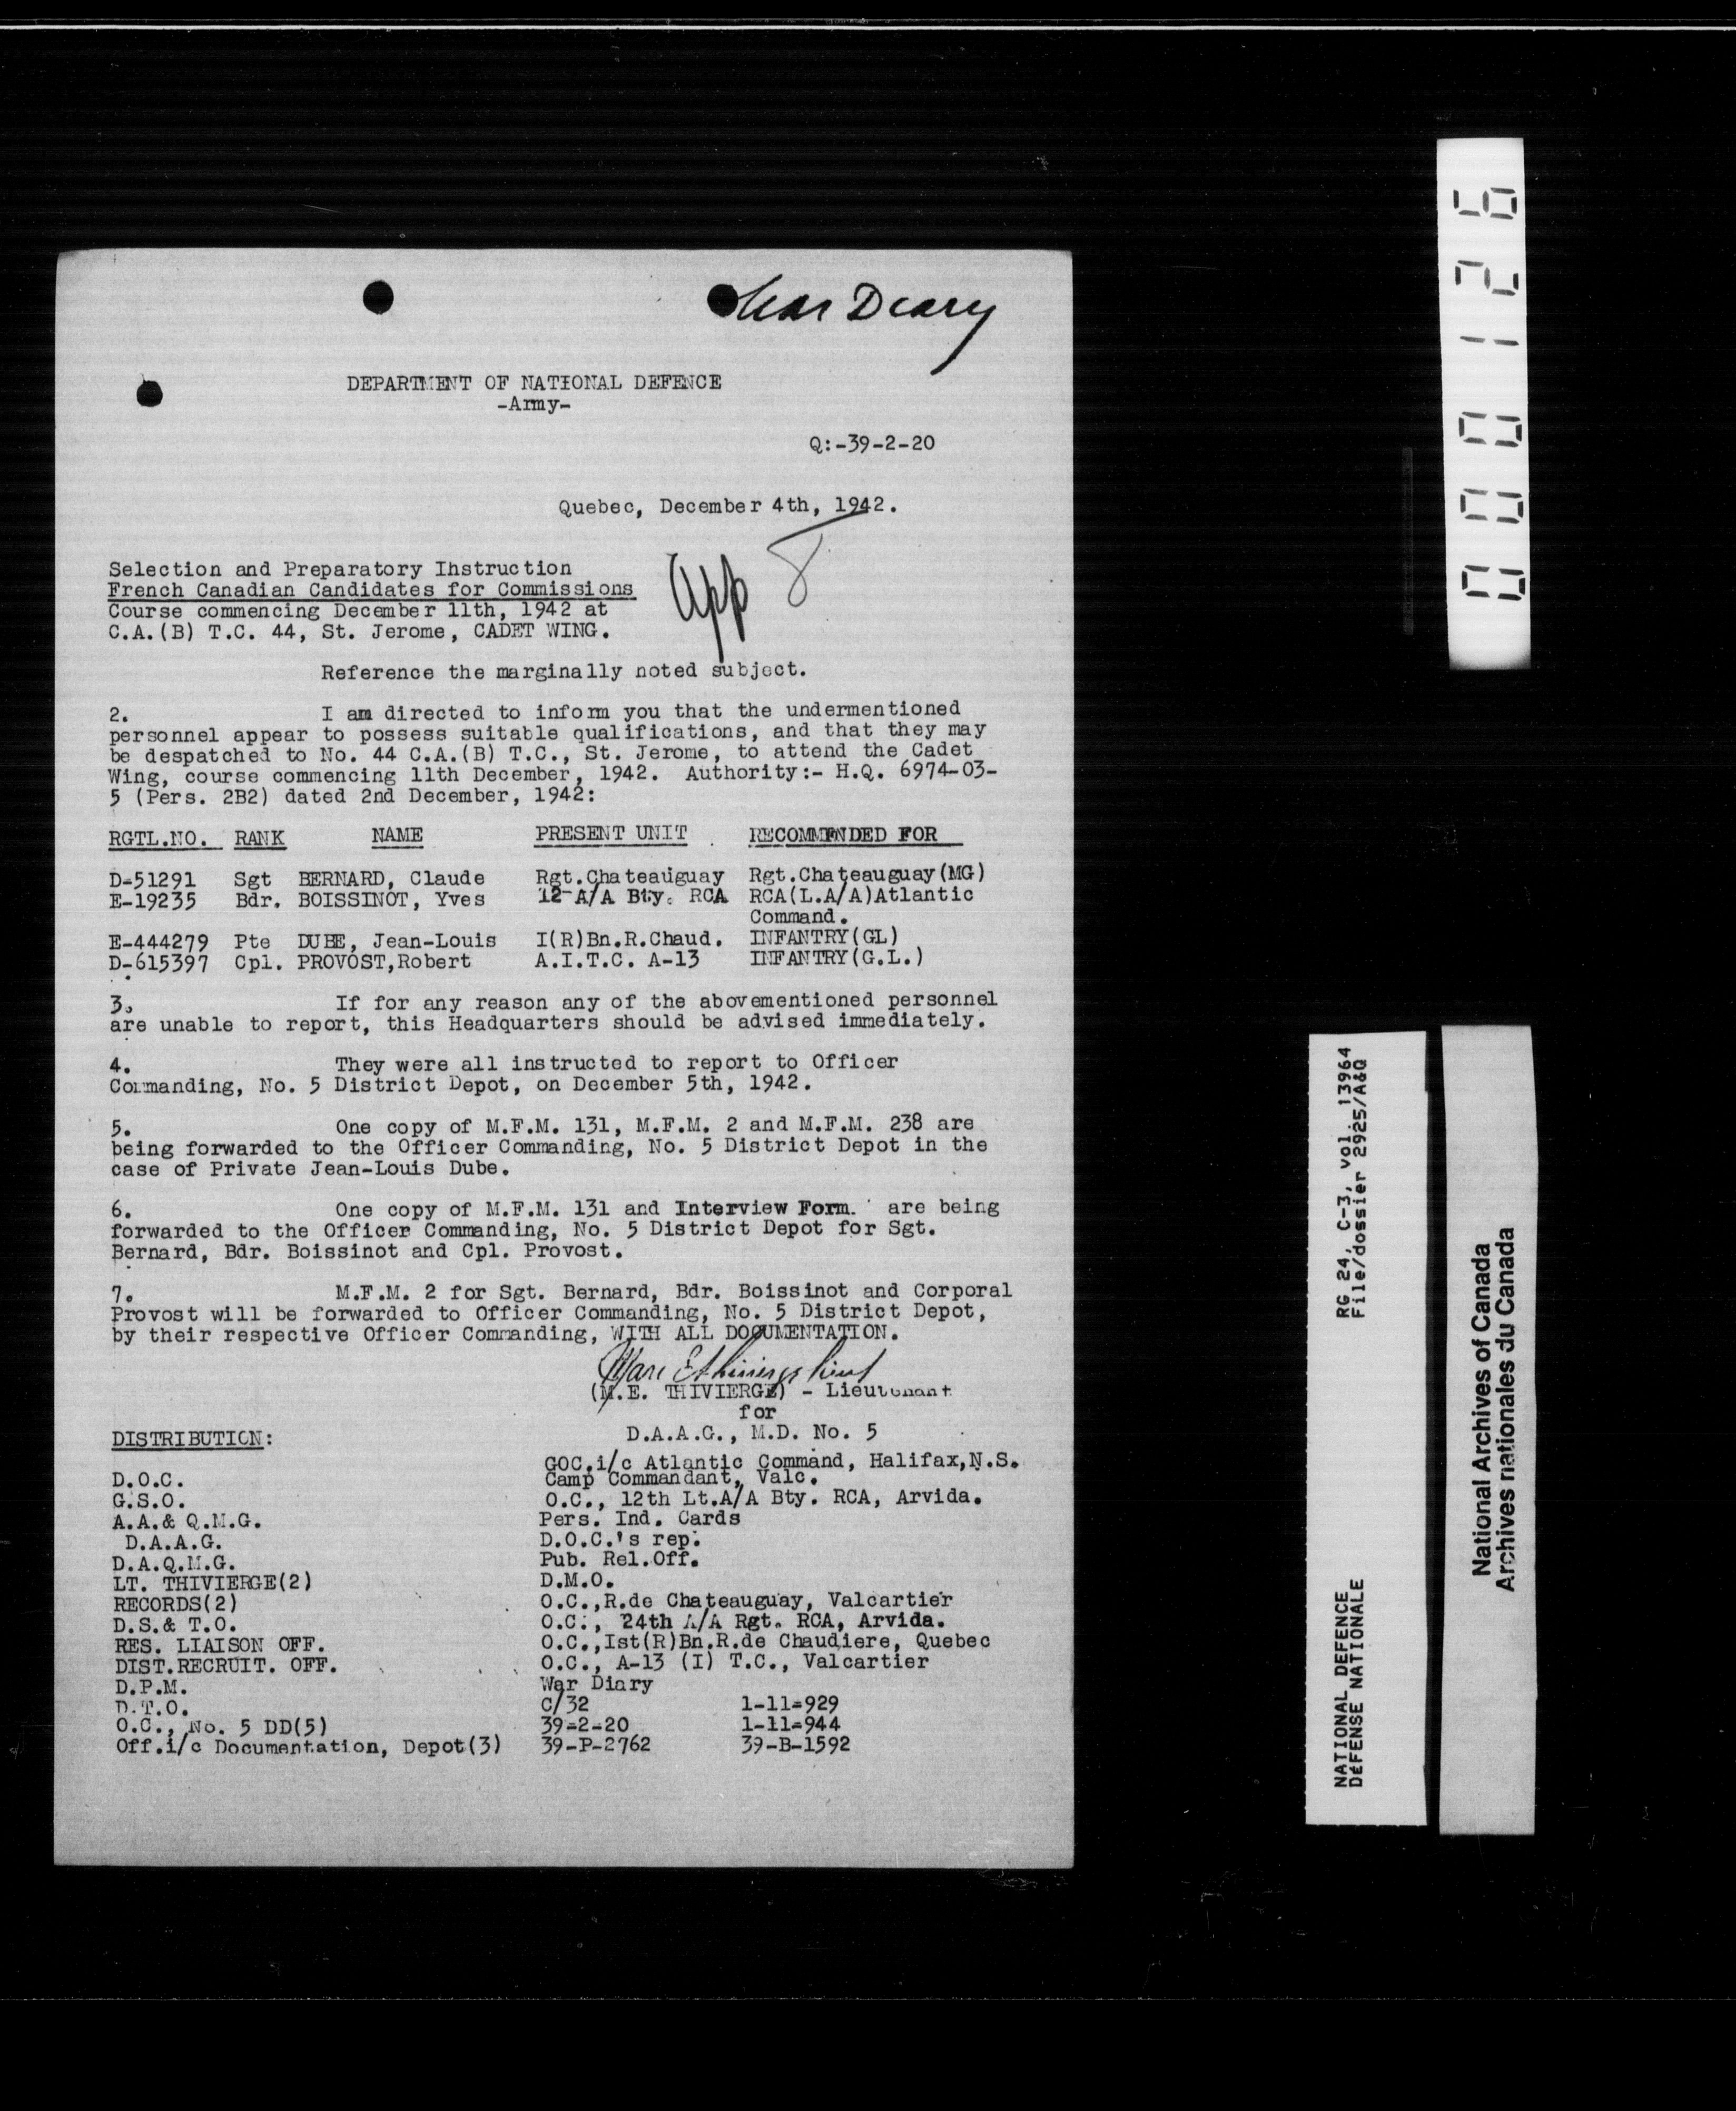 War Diary
DEPARTMENT OF NATIONAL DEFENCE
-Army-
Q:-39-2-20
Quebec, December 4th, 1942.
App 8
Selection and Preparatory Instruction
French Canadian Candidates for Commissions
Course commencing December 11th, 1942 at
C.A.(B) T.C. 44, St. Jerome, CADET WING.
Reference the marginally noted subject.
2. I am directed to inform you that the undermentioned
personnel appear to possess suitable qualifications, and that they may
be despatched to No. 44 C.A.(B) T.C., St. Jerome, to attend the Cadet
Wing, course commencing 11th December, 1942. Authority:- H.Q. 6974-03-
5 (Pers. 2B2) dated 2nd December, 1942:
RGTL.NO. RANK NAME PRESENT UNIT RECOMMENDED FOR
D-51291 Sgt BERNARD, Claude Rgt.Chateauguay Rgt.Chateauguay(MG)
E-19235 Bdr. BOISSINOT, Yves 12-A/A Bty. RCA RCA(L.A/A)Atlantic
Command.
E-444279 Pte DUBE, Jean-Louis I(R)Bn.R.Chaud. INFANTRY(GL)
D-615397 Cpl. PROVOST,Robert A.I.T.C. A-13 INFANTRY(G.L.)
3. If for any reason any of the abovementioned personnel
are unable to report, this Headquarters should be advised immediately.
4. They were all instructed to report to Officer
Commanding, No. 5 District Depot, on December 5th, 1942.
5. One copy of M.F.M. 131, M.F.M. 2 and M.F.M. 238 are
being forwarded to the Officer Commanding, No. 5 District Depot in the
case of Private Jean-Louis Dube.
6. One copy of M.F.M. 131 and Interview Form. are being
forwarded to the Officer Commanding, No. 5 District Depot for Sgt.
Bernard, Bdr. Boissinot and Cpl. Provost.
7. M.F.M. 2 for Sgt. Bernard, Bdr. Boissinot and Corporal
Provost will be forwarded to Officer Commanding, No. 5 District Depot,
by their respective Officer Commanding, WITH ALL DOCUMENTATION.
Marc E Thivierge Lieut
(M.E. THIVIERGE) - Lieutenant
for
D.A.A.G., M.D. No. 5
DISTRIBUTION:
D.O.C.
G.S.O.
A.A.& Q.M.G.
D.A.A.G.
D.A.Q.M.G.
LT. THIVIERGE(2)
RECORDS(2)
D.S.& T.O.
RES. LIAISON OFF.
DIST.RECRUIT. OFF.
D.P.M.
D.T.O.
O.C., No. 5 DD(5)
Off.i/c Documentation, Depot(3)
GOC.i/c Atlantic Command, Halifax,N.S.
Camp Commandant, Valc.
O.C., 12th Lt.A/A Bty. RCA, Arvida.
Pers. Ind. Cards
D.O.C.'s rep.
Pub. Rel.Off.
D.M.O.
O.C.,R.de Chateauguay, Valcartier
O.C., 24th A/A Rgt. RCA, Arvida.
O.C.,Ist(R)Bn.R.de Chaudiere, Quebec
O.C., A-13 (I) T.C., Valcartier
War Diary
C/32 1-11-929
39-2-20 1-11-944
39-P-2762 39-B-1592
000126
RG 24, C-3, vol. 13964
File/dossier 2925/A&Q
NATIONAL DEFENCE
DÉFENSE NATIONALE
National Archives of Canada
Archives nationales du Canada